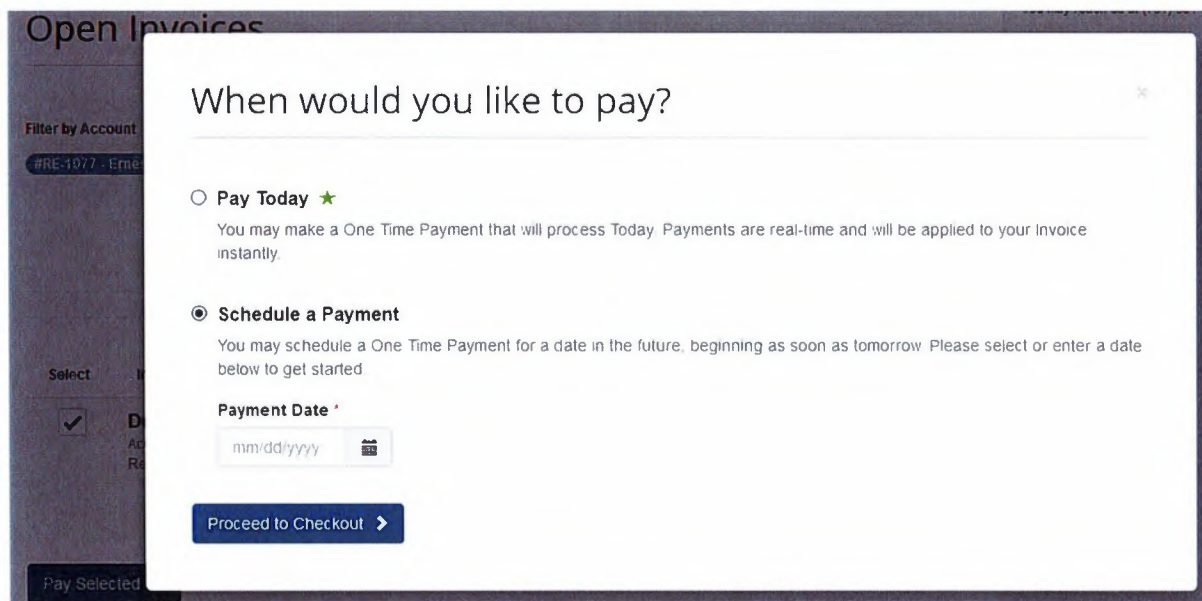 Open Invoices
When would you like to pay?
Filter by Account
#RE-1077 - Ernes
Pay Today
You may make a One Time Payment that will process Today. Payments are real-time and will be applied to your Invoice
instantly.
Schedule a Payment
You may schedule a One Time Payment for a date in the future, beginning as soon as tomorrow. Please select or enter a date
below to get started.
Select
Payment Date *
mm/dd/yyyy
Proceed to Checkout
Pay Selected